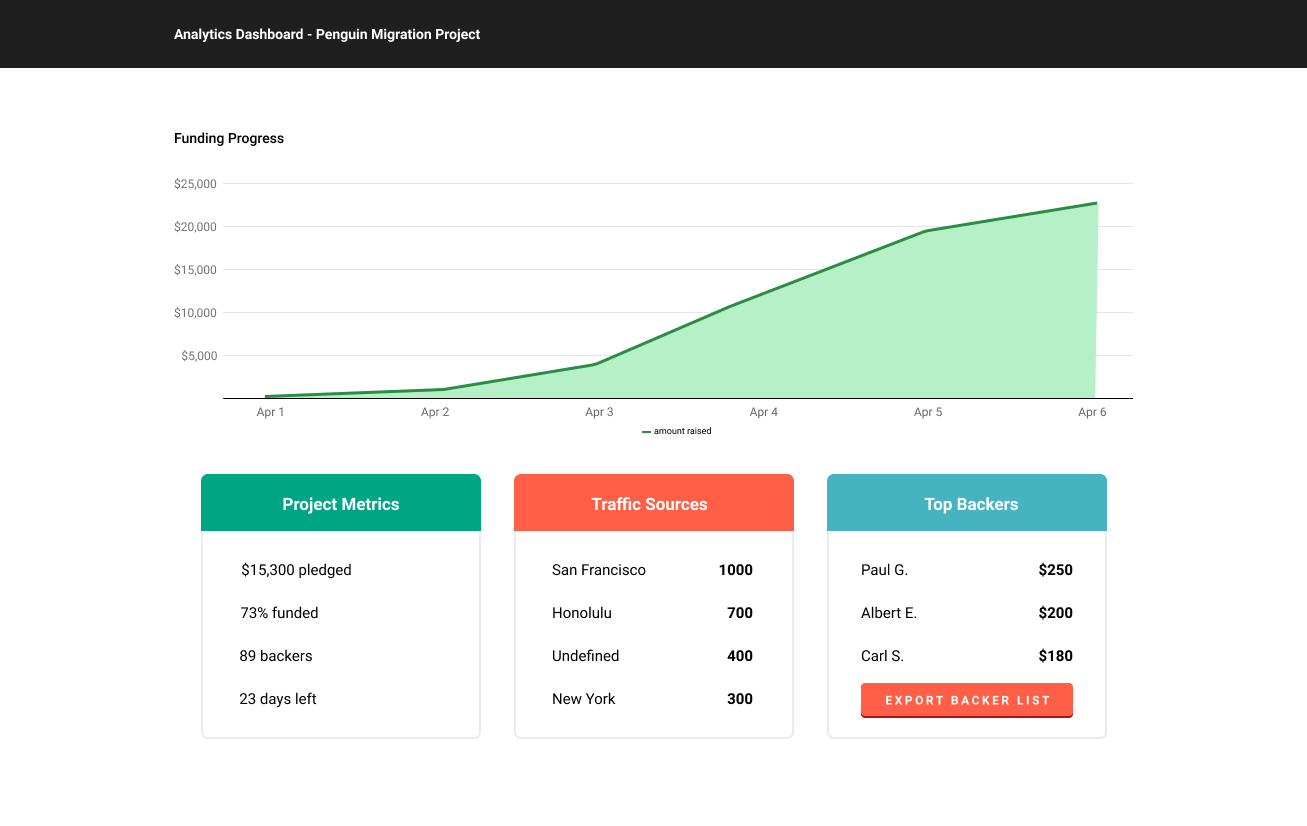 Analytics Dashboard - Penguin Migration Project
Funding Progress
$25,000
$20,000
$15,000
$10,000
$5,000
Apr 1 Apr 2 Apr 3 Apr 4 Apr 5 Apr 6
amount raised
Project Metrics
$15,300 pledged
73% funded
89 backers
23 days left
Traffic Sources
San Francisco 1000
Honolulu 700
Undefined 400
New York 300
Top Backers
Paul G. $250
Albert E. $200
Carl S. $180
EXPORT BACKER LIST